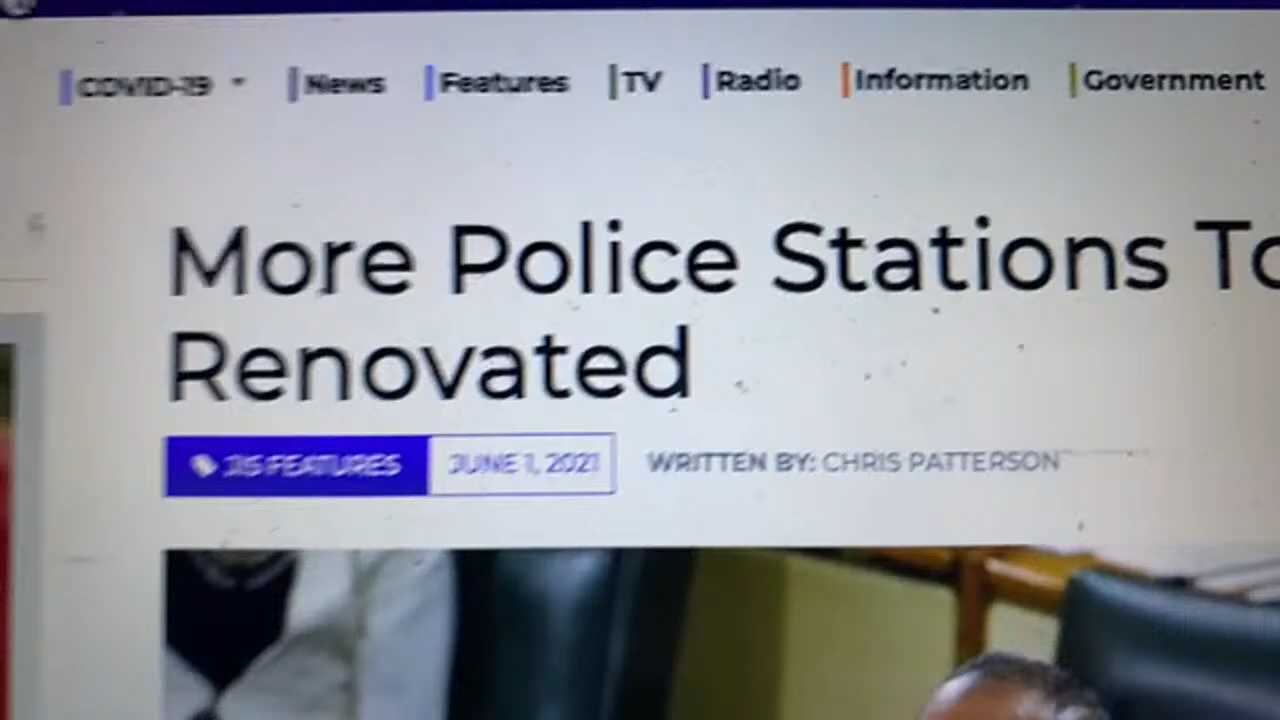 COVID-19 News Features TV Radio Information Government
More Police Stations To
Renovated
JIS FEATURES JUNE 1, 2021 WRITTEN BY: CHRIS PATTERSON